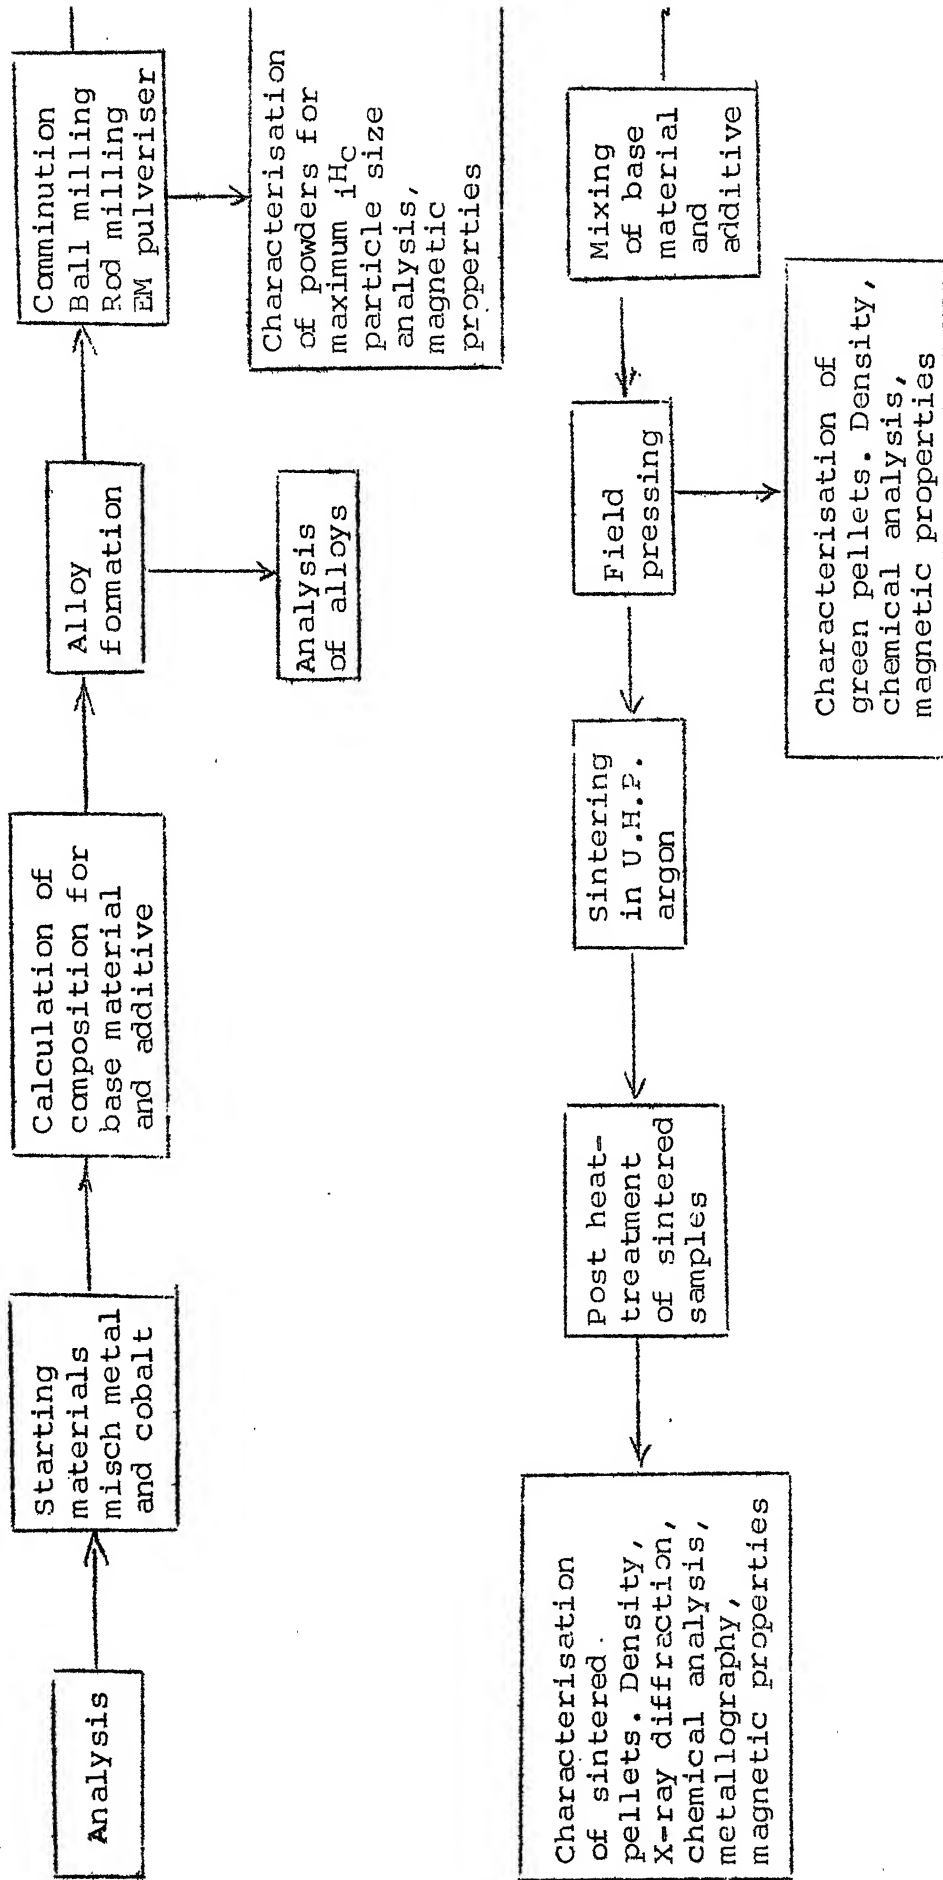 Analysis
Starting
materials
misch metal
and cobalt
Calculation of
composition for
base material
and additive
Alloy
formation
Analysis
of alloys
Comminution
Ball milling
Rod milling
EM pulveriser
Characterisation
of powders for
maximum iHC
particle size
analysis,
magnetic
properties
Mixing
of base
material
and
additive
Field
pressing
Characterisation of
green pellets. Density,
chemical analysis,
magnetic properties
Sintering
in U.H.P.
argon
Post heat-
treatment
of sintered
samples
Characterisation
of sintered.
pellets. Density,
X-ray diffraction,
chemical analysis,
metallography,
magnetic properties